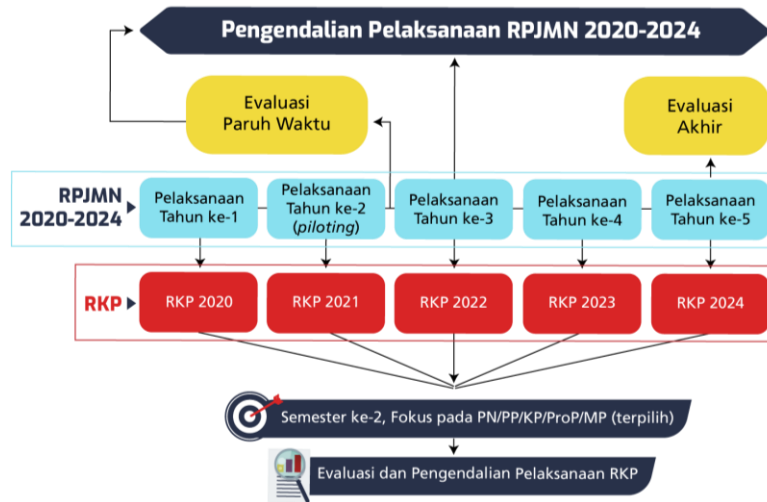 Pengendalian Pelaksanaan RPJMN 2020-2024
Evaluasi
Paruh Waktu
Evaluasi
Akhir
RPJMN
2020-2024
Pelaksanaan
Tahun ke-1
Pelaksanaan
Tahun ke-2
(piloting)
Pelaksanaan
Tahun ke-3
Pelaksanaan
Tahun ke-4
Pelaksanaan
Tahun ke-5
RKP
RKP 2020
RKP 2021
RKP 2022
RKP 2023
RKP 2024
Semester ke-2, Fokus pada PN/PP/KP/ProP/MP (terpilih)
Evaluasi dan Pengendalian Pelaksanaan RKP